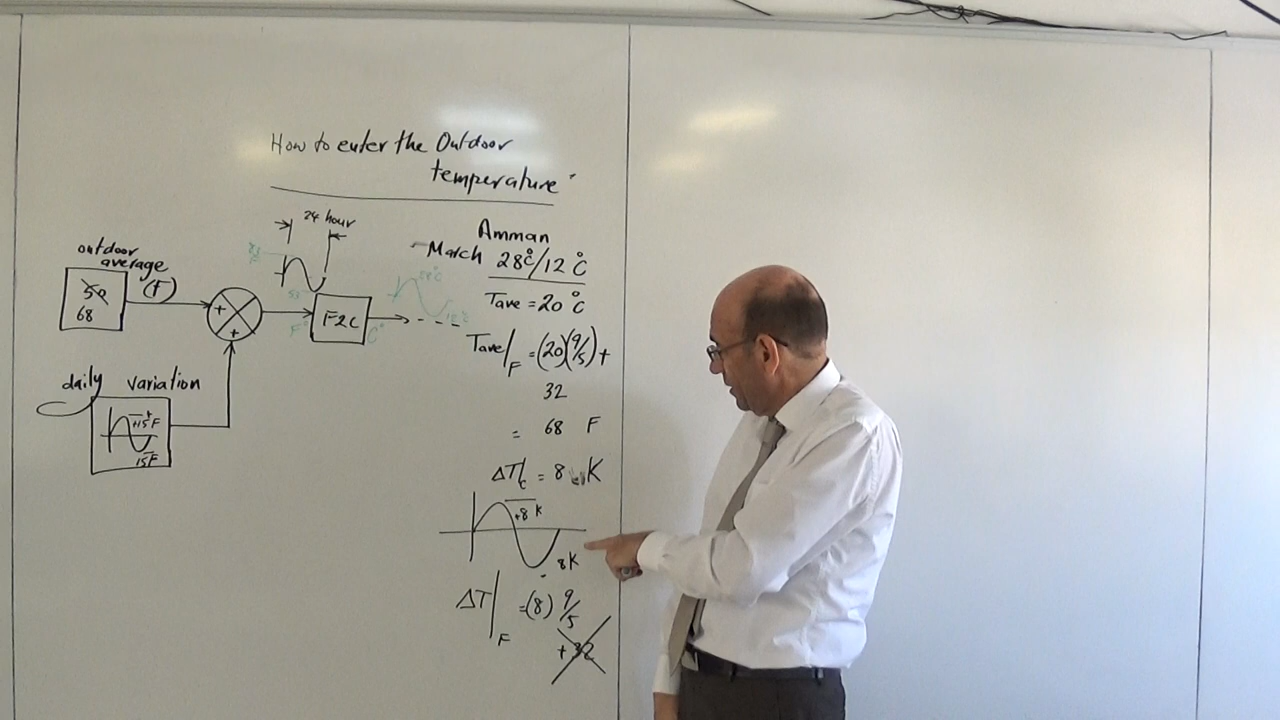 How to enter the Outdoor
temperature
24 hour
outdoor
average
(F)
50
68
+
+
F2C
F°
C°
daily variation
+15F
15F
Amman
March 28°C/12°C
Tave = 20°C
Tave/F = (20)(9/5) +
32
= 68 F
ΔT/C = 8 K
+8 K
8K
ΔT/F = (8) 9/5
+32